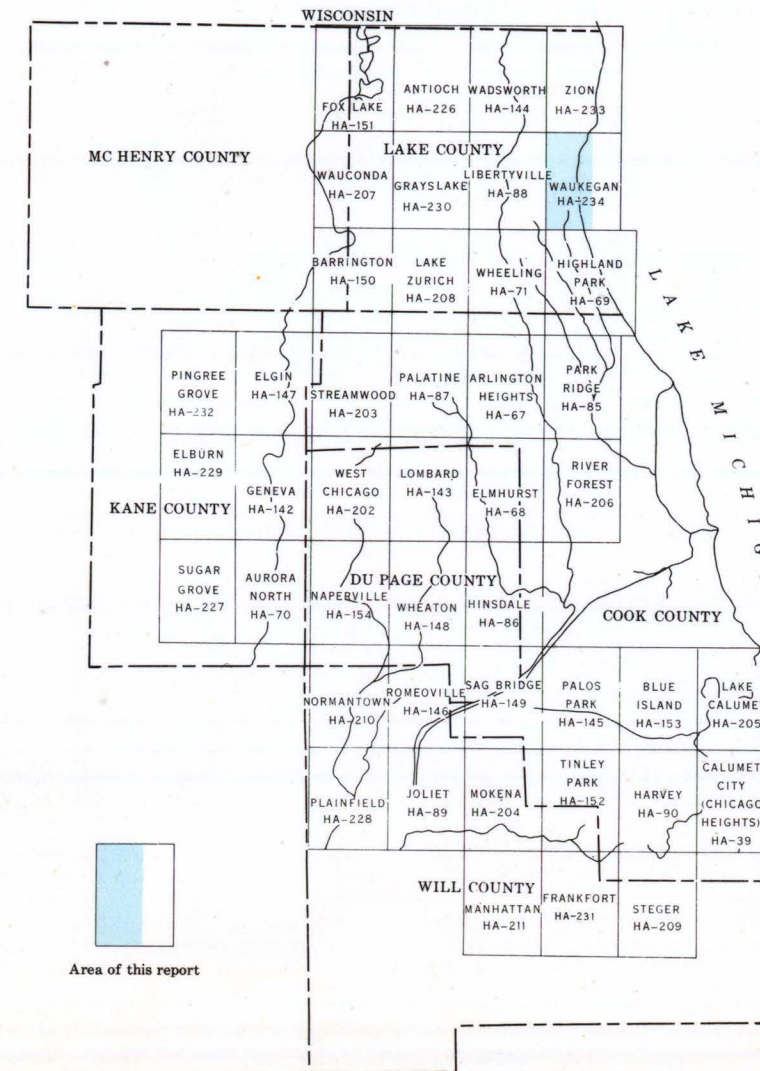 WISCONSIN
FOX LAKE
HA-151
ANTIOCH
HA-226
WADSWORTH
HA-144
ZION
HA-233
MC HENRY COUNTY
LAKE COUNTY
WAUCONDA
HA-207
GRAYSLAKE
HA-230
LIBERTYVILLE
HA-88
WAUKEGAN
HA-234
BARRINGTON
HA-150
LAKE
ZURICH
HA-208
WHEELING
HA-71
HIGHLAND
PARK
HA-69
LAKE MICHIG
PINGREE
GROVE
HA-232
ELGIN
HA-147
STREAMWOOD
HA-203
PALATINE
HA-87
ARLINGTON
HEIGHTS
HA-67
PARK
RIDGE
HA-85
ELBURN
HA-229
KANE COUNTY
GENEVA
HA-142
WEST
CHICAGO
HA-202
LOMBARD
HA-143
ELMHURST
HA-68
RIVER
FOREST
HA-206
SUGAR
GROVE
HA-227
AURORA
NORTH
HA-70
DU PAGE COUNTY
NAPERVILLE
HA-154
WHEATON
HA-148
HINSDALE
HA-86
COOK COUNTY
NORMANTOWN
HA-210
ROMEOVILLE
HA-146
SAG BRIDGE
HA-149
PALOS
PARK
HA-145
BLUE
ISLAND
HA-153
LAKE
CALUME
HA-205
PLAINFIELD
HA-228
JOLIET
HA-89
MOKENA
HA-204
TINLEY
PARK
HA-152
HARVEY
HA-90
CALUMET
CITY
(CHICAGO
HEIGHTS)
HA-39
WILL COUNTY
MANHATTAN
HA-211
FRANKFORT
HA-231
STEGER
HA-209
Area of this report